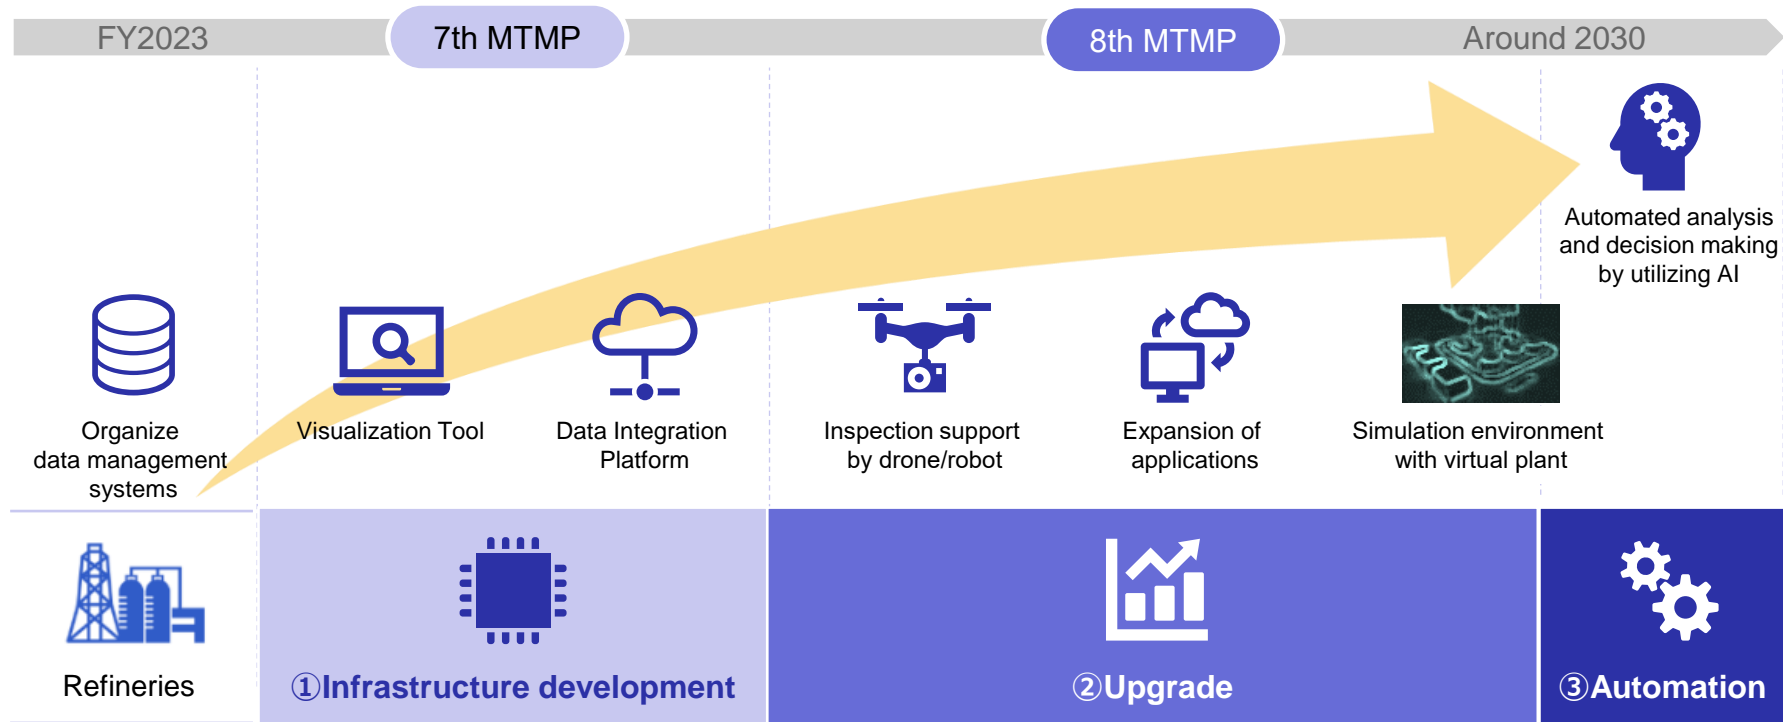 FY2023
7th MTMP
8th MTMP
Around 2030
Automated analysis
and decision making
by utilizing AI
Organize
data management
systems
Visualization Tool
Data Integration
Platform
Inspection support
by drone/robot
Expansion of
applications
Simulation environment
with virtual plant
Refineries
①Infrastructure development
②Upgrade
③Automation